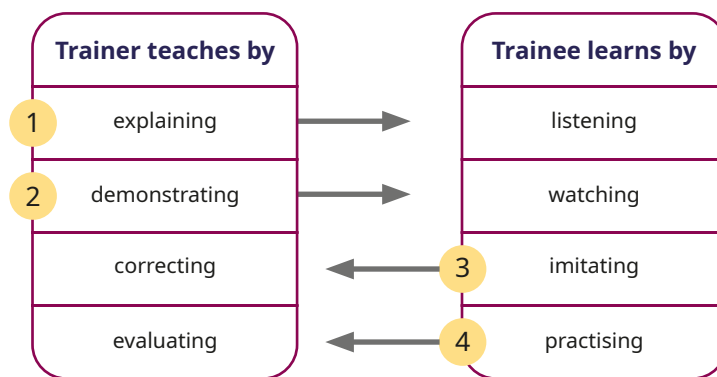 Trainer teaches by
Trainee learns by
1
explaining
listening
2
demonstrating
watching
correcting
3
imitating
evaluating
4
practising